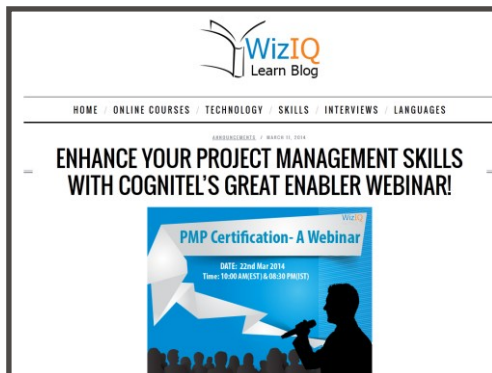 WizIQ
Learn Blog
HOME / ONLINE COURSES / TECHNOLOGY / SKILLS / INTERVIEWS / LANGUAGES
ANNOUNCEMENTS / MARCH 11, 2014
ENHANCE YOUR PROJECT MANAGEMENT SKILLS
WITH COGNITEL'S GREAT ENABLER WEBINAR!
WizIQ
PMP Certification- A Webinar
DATE: 22nd Mar 2014
Time: 10:00 AM(EST) & 08:30 PM(IST)